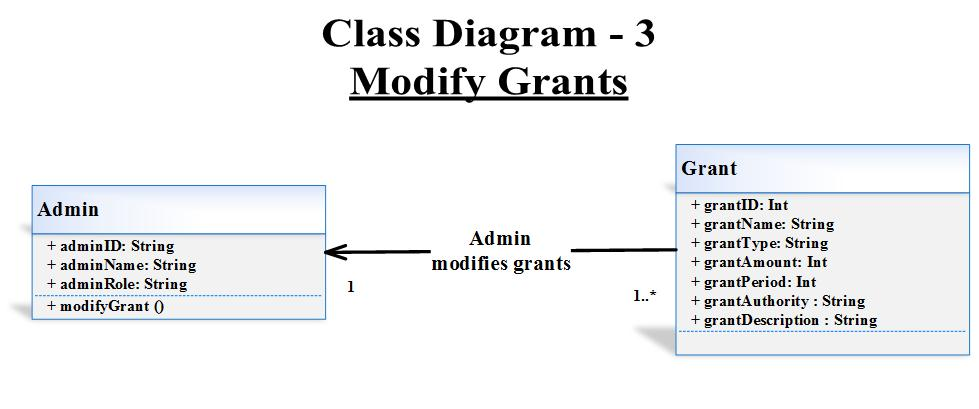 Class Diagram - 3
Modify Grants
Admin
+ adminID: String
+ adminName: String
+ adminRole: String
+ modifyGrant ()
1
Admin
modifies grants
1..*
Grant
+ grantID: Int
+ grantName: String
+ grantType: String
+ grantAmount: Int
+ grantPeriod: Int
+ grantAuthority : String
+ grantDescription : String